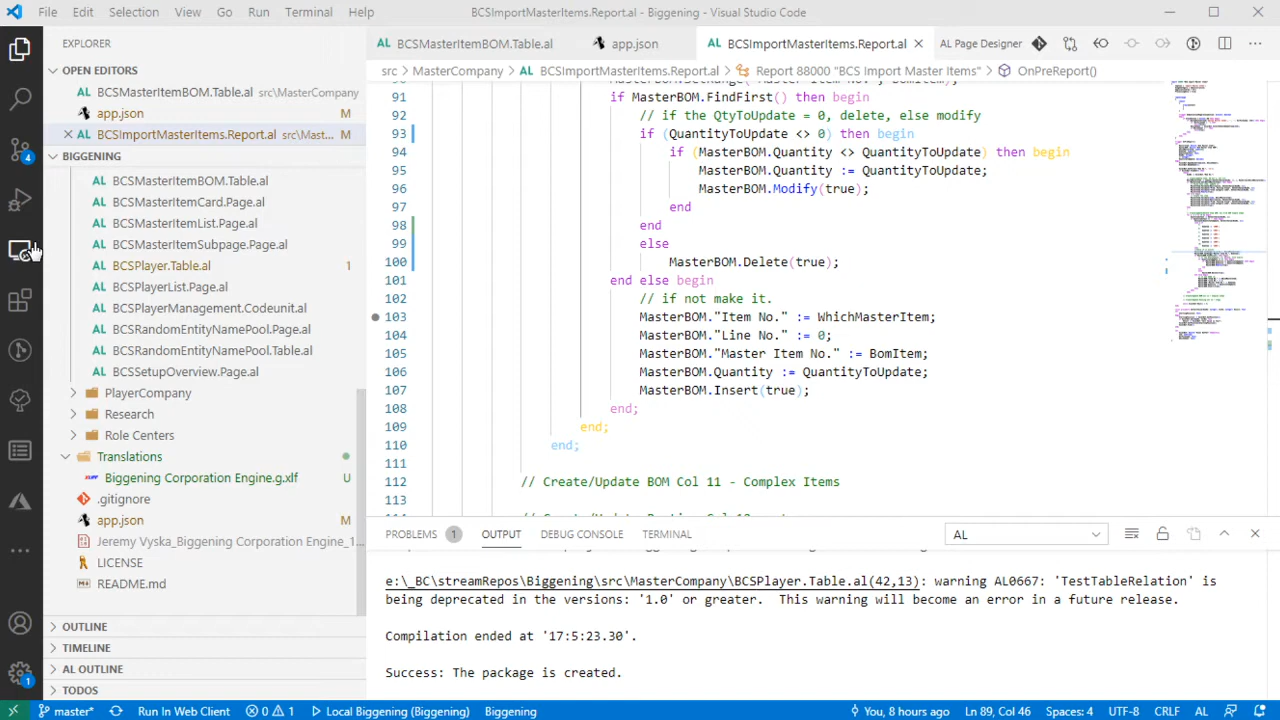 File Edit Selection View Go Run Terminal Help
BCSImportMasterItems.Report.al - Biggening - Visual Studio Code
EXPLORER
OPEN EDITORS
BCSMasterItemBOM.Table.al src\MasterCompany
app.json M
BCSImportMasterItems.Report.al src\Mast...
BIGGENING
BCSMasterItemBOM.Table.al
BCSMasterItemCard.Page.al
BCSMasterItemList.Page.al
BCSMasterItemSubpage.Page.al
BCSPlayer.Table.al 1
BCSPlayerList.Page.al
BCSPlayerManagement.Codeunit.al
BCSRandomEntityNamePool.Page.al
BCSRandomEntityNamePool.Table.al
BCSSetupOverview.Page.al
PlayerCompany
Research
Role Centers
Translations
Biggening Corporation Engine.g.xlf U
.gitignore
app.json M
Jeremy Vyska_Biggening Corporation Engine_1...
LICENSE
README.md
OUTLINE
TIMELINE
AL OUTLINE
TODOS
4
1
BCSMasterItemBOM.Table.al app.json BCSImportMasterItems.Report.al AL Page Designer
src > MasterCompany > BCSImportMasterItems.Report.al > Report 88000 "BCS Import Master Items" > OnPreReport()
91 if MasterBOM.FindFirst() then begin
92 // if the QtyToUpdate = 0, delete, else modify
93 if (QuantityToUpdate <> 0) then begin
94 if (MasterBOM.Quantity <> QuantityToUpdate) then begin
95 MasterBOM.Quantity := QuantityToUpdate;
96 MasterBOM.Modify(true);
97 end
98 end
99 else
100 MasterBOM.Delete(true);
101 end else begin
102 // if not make it.
103 MasterBOM."Item No." := WhichMasterItem;
104 MasterBOM."Line No." := 0;
105 MasterBOM."Master Item No." := BomItem;
106 MasterBOM.Quantity := QuantityToUpdate;
107 MasterBOM.Insert(true);
108 end;
109 end;
110 end;
111
112 // Create/Update BOM Col 11 - Complex Items
113
PROBLEMS 1 OUTPUT DEBUG CONSOLE TERMINAL AL
e:\_BC\streamRepos\Biggening\src\MasterCompany\BCSPlayer.Table.al(42,13): warning AL0667: 'TestTableRelation' is
being deprecated in the versions: '1.0' or greater. This warning will become an error in a future release.
Compilation ended at '17:5:23.30'.
Success: The package is created.
master* Run In Web Client 0 1 Local Biggening (Biggening) Biggening You, 8 hours ago Ln 89, Col 46 Spaces: 4 UTF-8 CRLF AL